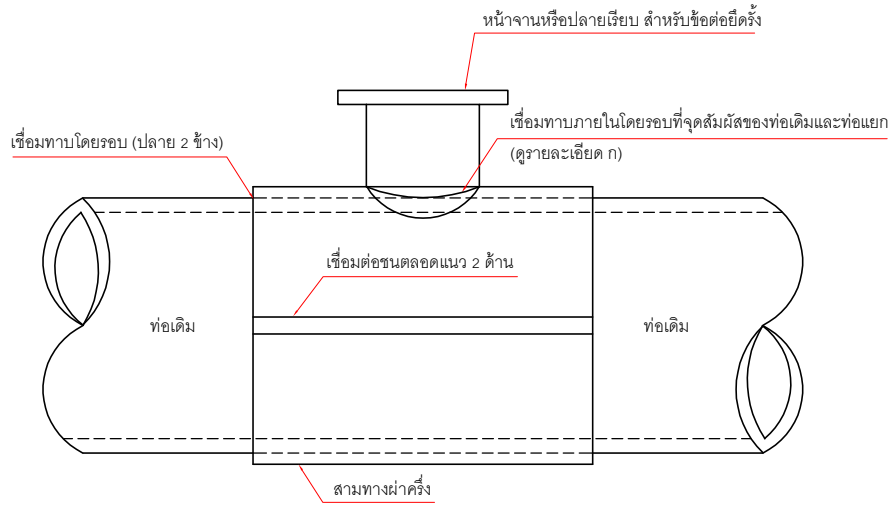 หน้าจานหรือปลายเรียบ สำหรับข้อต่อยึดรั้ง
เชื่อมทาบภายในโดยรอบที่จุดสัมผัสของท่อเดิมและท่อแยก
(ดูรายละเอียด ก)
เชื่อมทาบโดยรอบ (ปลาย 2 ข้าง)
เชื่อมต่อชนตลอดแนว 2 ด้าน
ท่อเดิม
ท่อเดิม
สามทางผ่าครึ่ง